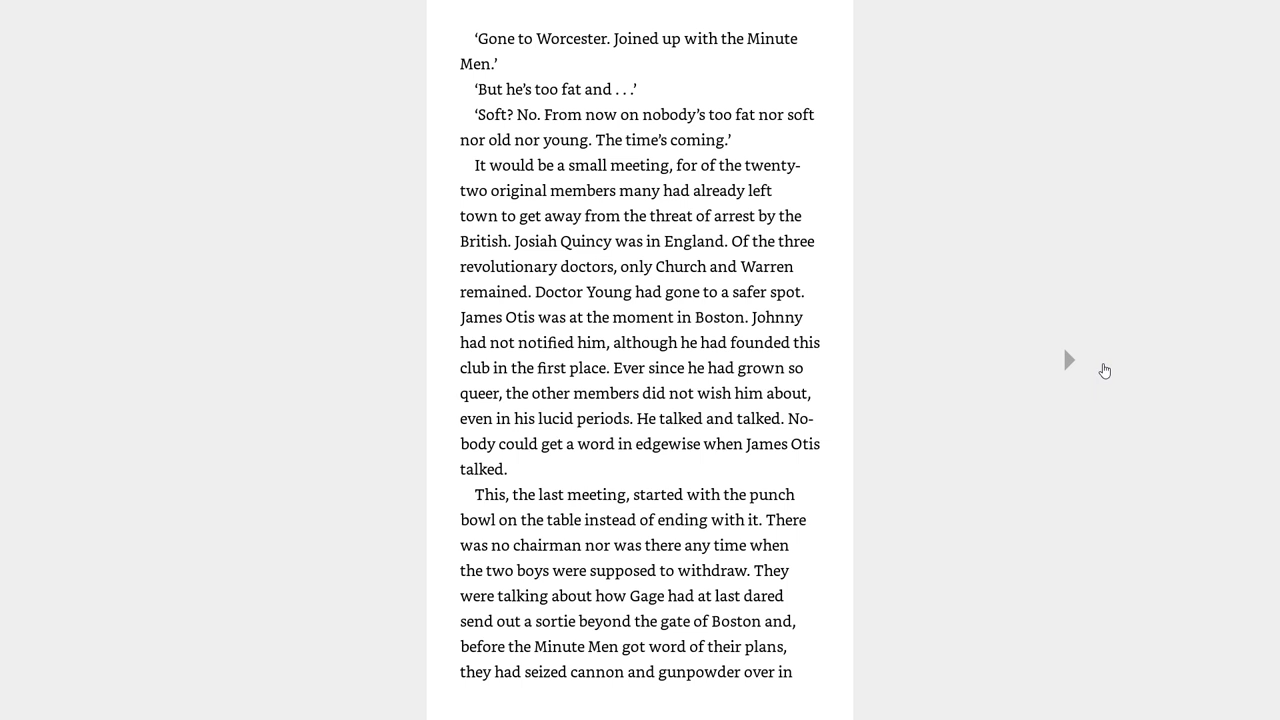 ‘Gone to Worcester. Joined up with the Minute
Men.’
‘But he’s too fat and . . .’
‘Soft? No. From now on nobody’s too fat nor soft
nor old nor young. The time’s coming.’
It would be a small meeting, for of the twenty-
two original members many had already left
town to get away from the threat of arrest by the
British. Josiah Quincy was in England. Of the three
revolutionary doctors, only Church and Warren
remained. Doctor Young had gone to a safer spot.
James Otis was at the moment in Boston. Johnny
had not notified him, although he had founded this
club in the first place. Ever since he had grown so
queer, the other members did not wish him about,
even in his lucid periods. He talked and talked. No-
body could get a word in edgewise when James Otis
talked.
This, the last meeting, started with the punch
bowl on the table instead of ending with it. There
was no chairman nor was there any time when
the two boys were supposed to withdraw. They
were talking about how Gage had at last dared
send out a sortie beyond the gate of Boston and,
before the Minute Men got word of their plans,
they had seized cannon and gunpowder over in